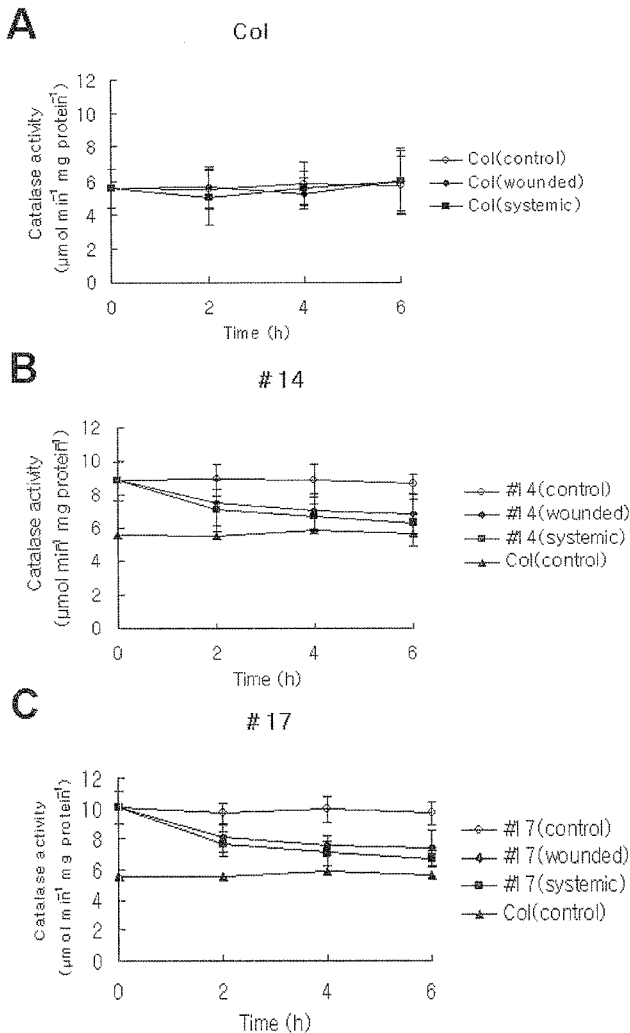 A
Col
Catalase activity
(µmol min⁻¹ mg protein⁻¹)
12
10
8
6
4
2
0
0 2 4 6
Time (h)
Col(control)
Col(wounded)
Col(systemic)
B
#14
Catalase activity
(µmol min⁻¹ mg protein⁻¹)
12
10
8
6
4
2
0
0 2 4 6
Time (h)
#14(control)
#14(wounded)
#14(systemic)
Col(control)
C
#17
Catalase activity
(µmol min⁻¹ mg protein⁻¹)
12
10
8
6
4
2
0
0 2 4 6
Time (h)
#17(control)
#17(wounded)
#17(systemic)
Col(control)